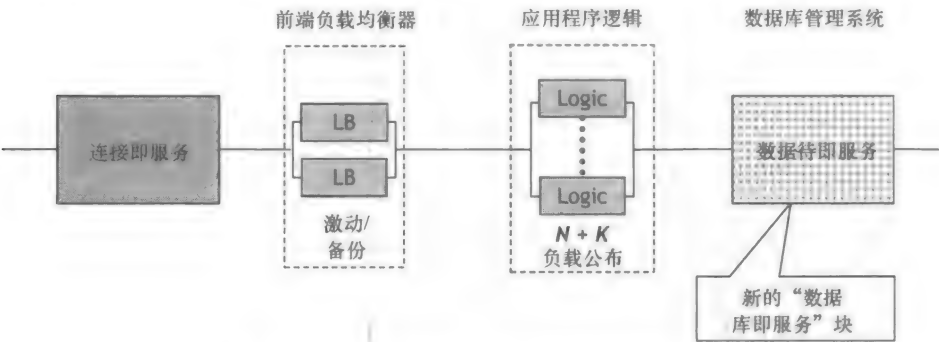 前端负载均衡器
应用程序逻辑
数据库管理系统
连接即服务
LB
LB
激动/
备份
Logic
Logic
N + K
负载公布
数据待即服务
新的“数据
库即服务”块